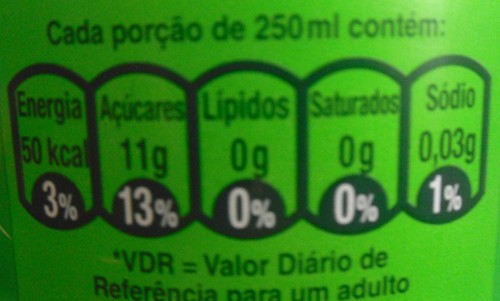 Cada porção de 250ml contém:
Energia Açúcares Lípidos Saturados Sódio
50 kcal 11g 0g 0g 0,03g
3% 13% 0% 0% 1%
*VDR = Valor Diário de
Referência para um adulto